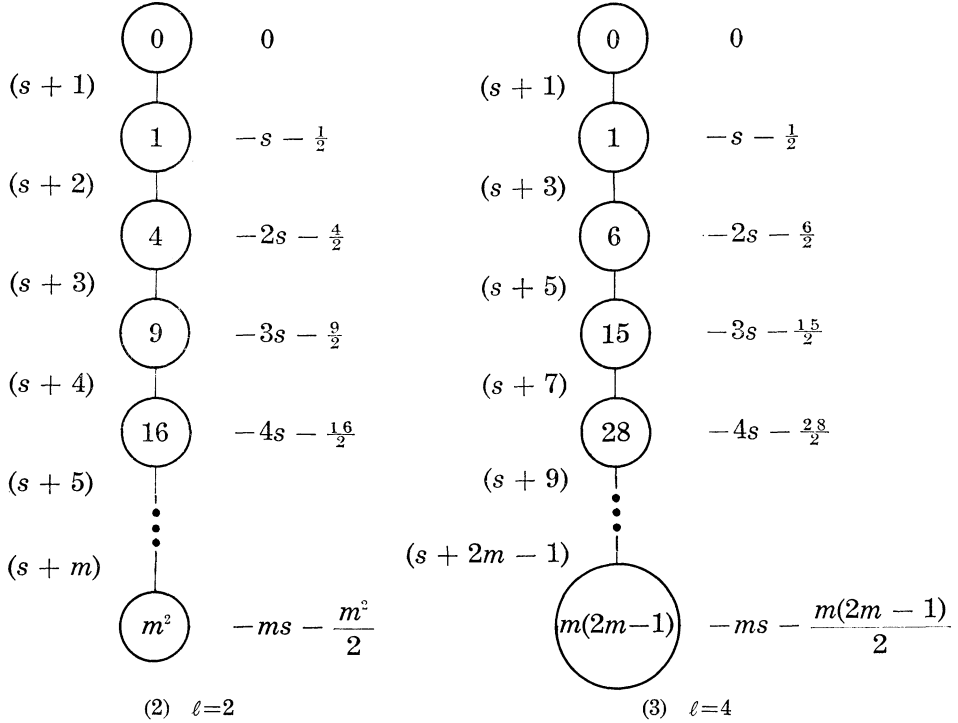 0 0
(s + 1)
1 −s − 1/2
(s + 2)
4 −2s − 4/2
(s + 3)
9 −3s − 9/2
(s + 4)
16 −4s − 16/2
(s + 5)
(s + m)
m² −ms − m²/2
(2) ℓ=2
0 0
(s + 1)
1 −s − 1/2
(s + 3)
6 −2s − 6/2
(s + 5)
15 −3s − 15/2
(s + 7)
28 −4s − 28/2
(s + 9)
(s + 2m − 1)
m(2m−1) −ms − m(2m − 1)/2
(3) ℓ=4